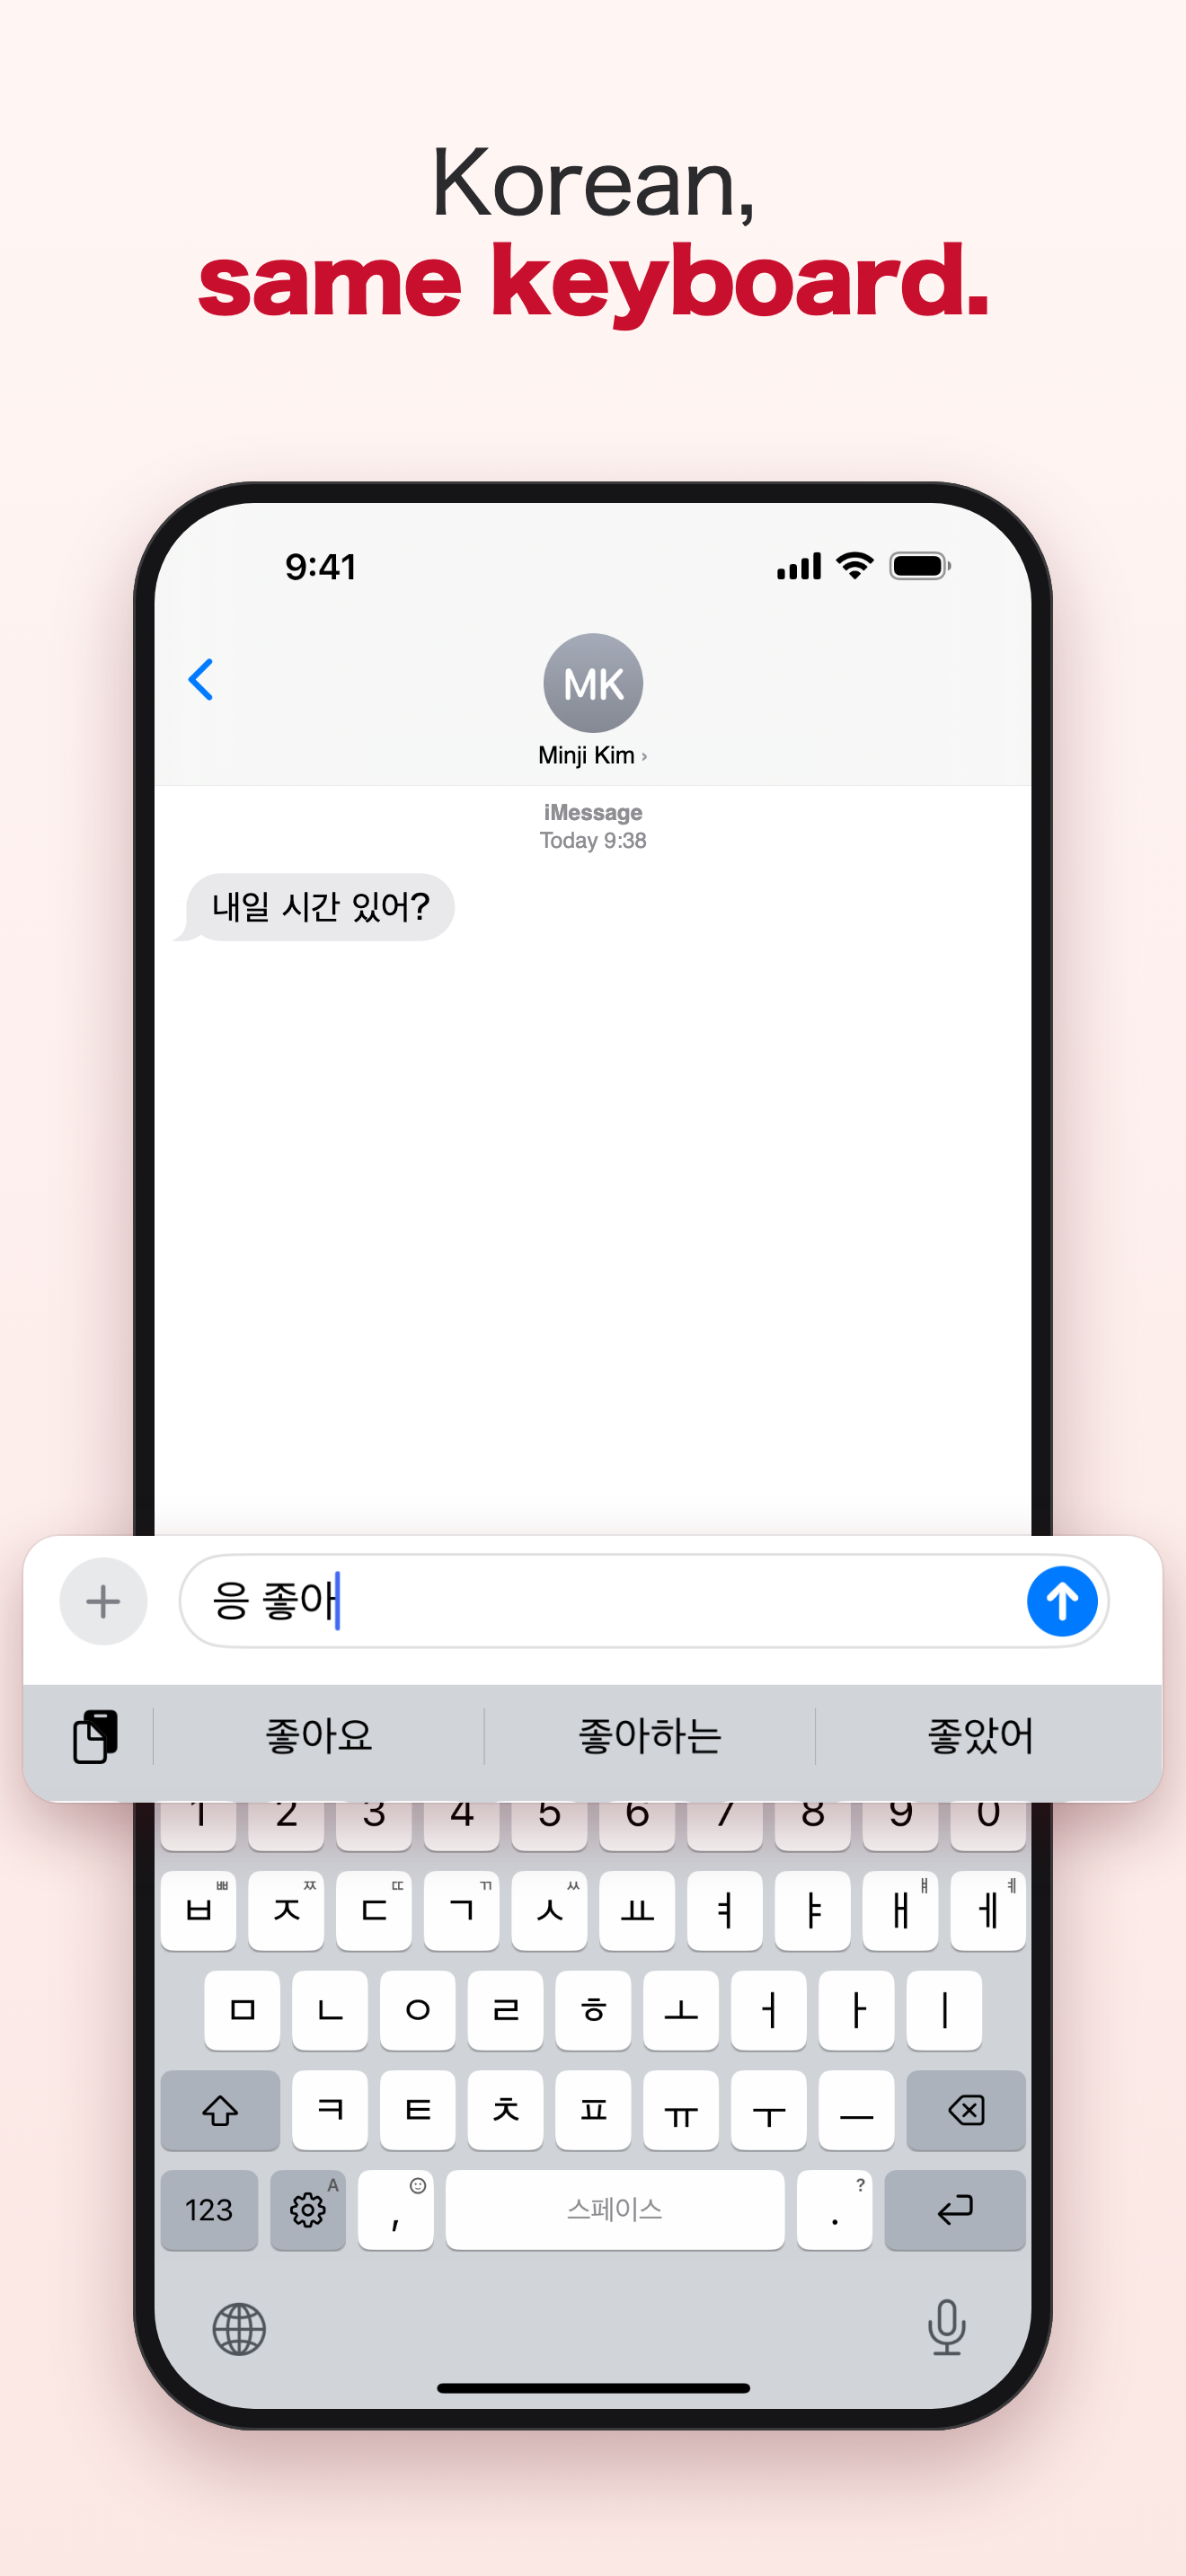 Korean,
same keyboard.
9:41
MK
Minji Kim ›
iMessage
Today 9:38
내일 시간 있어?
응 좋아
좋아요 좋아하는 좋았어
1 2 3 4 5 6 7 8 9 0
ㅂ ㅃ ㅈ ㅉ ㄷ ㄸ ㄱ ㄲ ㅅ ㅆ ㅛ ㅕ ㅑ ㅐ ㅒ ㅔ ㅖ
ㅁ ㄴ ㅇ ㄹ ㅎ ㅗ ㅓ ㅏ ㅣ
ㅋ ㅌ ㅊ ㅍ ㅠ ㅜ ㅡ
123 A , 스페이스 . ?